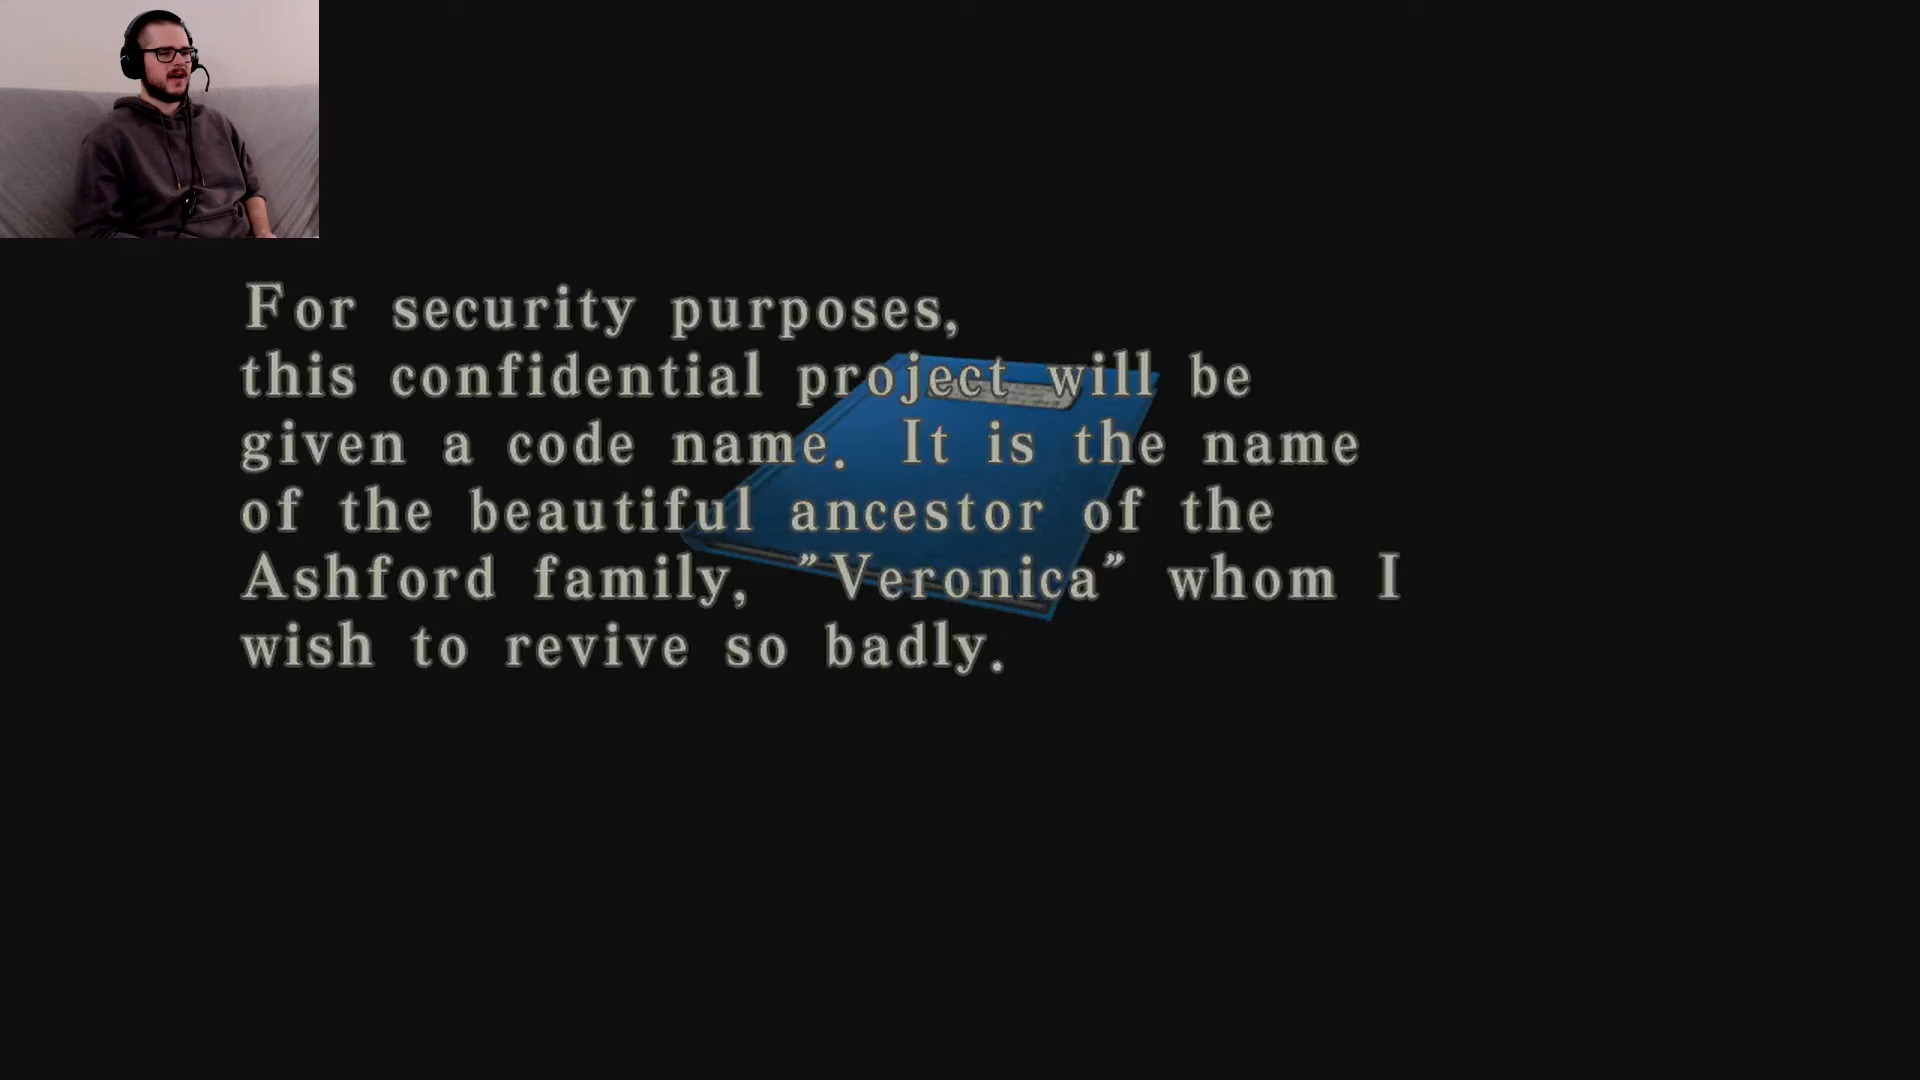 For security purposes,
this confidential project will be
given a code name. It is the name
of the beautiful ancestor of the
Ashford family, "Veronica" whom I
wish to revive so badly.